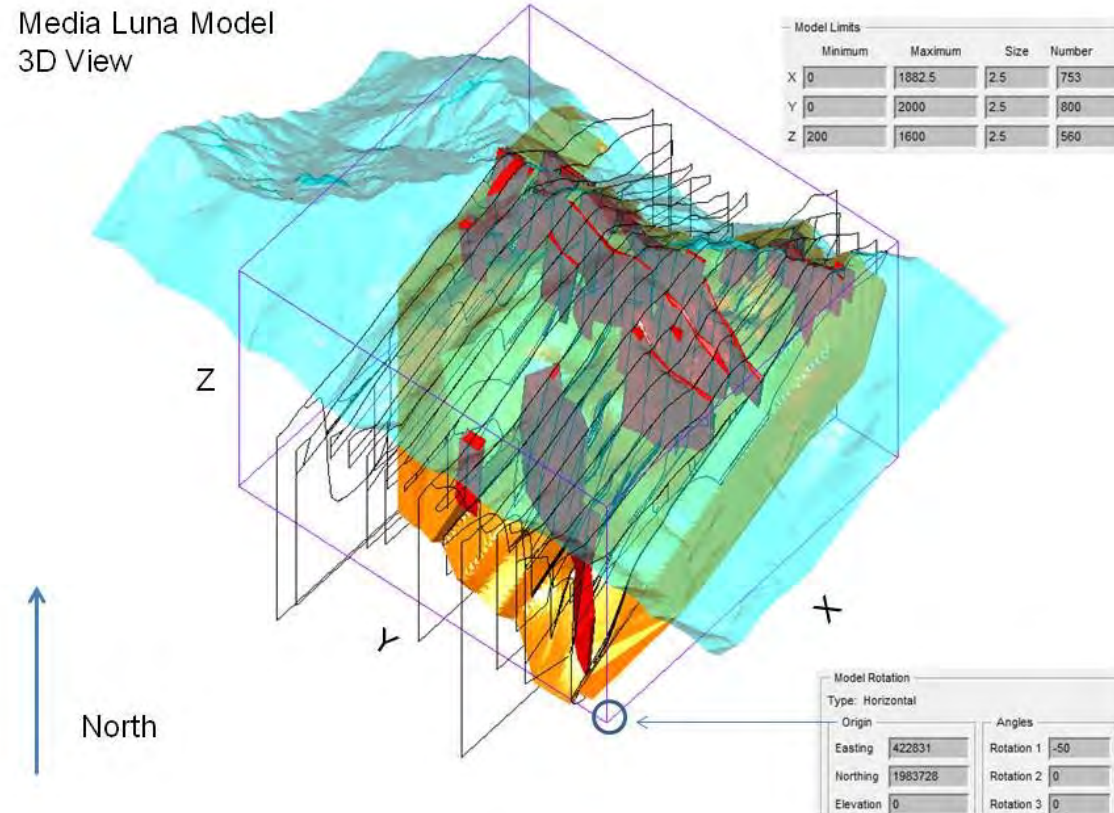 Media Luna Model
3D View
Model Limits
Minimum Maximum Size Number
X 0 1882.5 2.5 753
Y 0 2000 2.5 800
Z 200 1600 2.5 560
Z
X
Y
North
Model Rotation
Type: Horizontal
Origin Angles
Easting 422831 Rotation 1 -50
Northing 1983728 Rotation 2 0
Elevation 0 Rotation 3 0